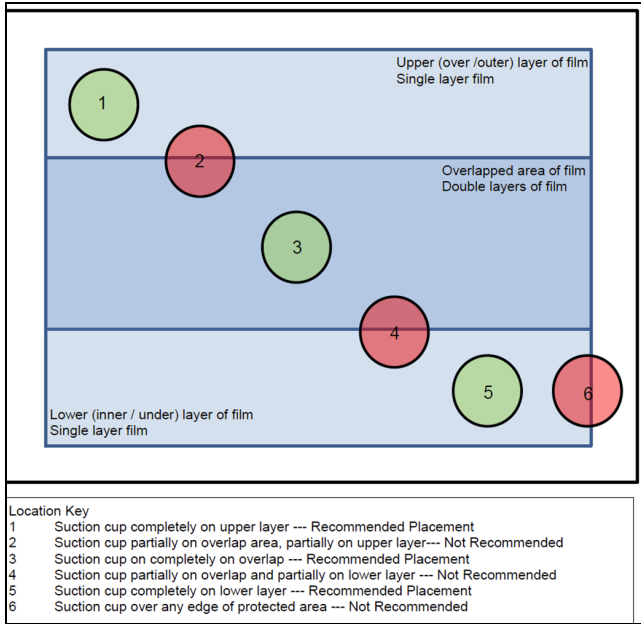 Upper (over /outer) layer of film
Single layer film
1
2
Overlapped area of film
Double layers of film
3
4
5
6
Lower (inner / under) layer of film
Single layer film
Location Key
1 Suction cup completely on upper layer --- Recommended Placement
2 Suction cup partially on overlap area, partially on upper layer--- Not Recommended
3 Suction cup on completely on overlap --- Recommended Placement
4 Suction cup partially on overlap and partially on lower layer --- Not Recommended
5 Suction cup completely on lower layer --- Recommended Placement
6 Suction cup over any edge of protected area --- Not Recommended